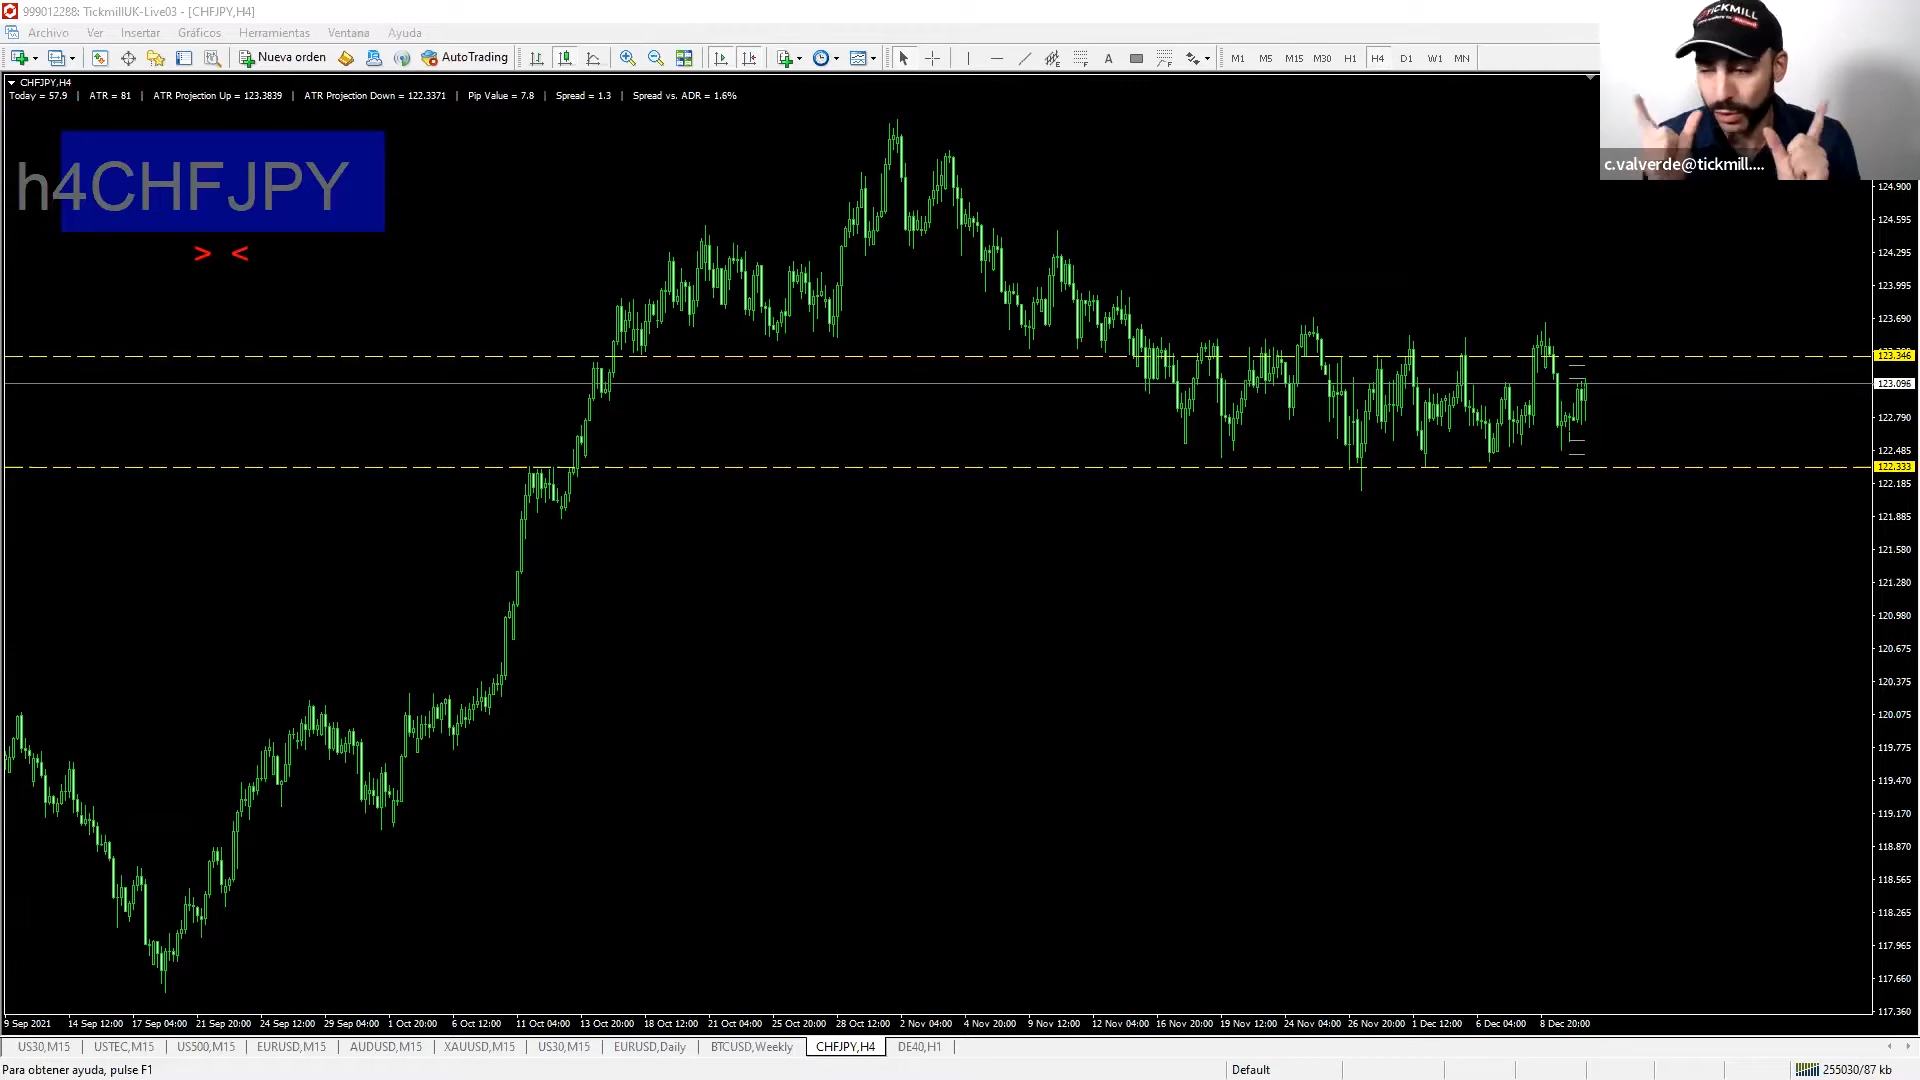 999012288: TickmillUK-Live03 - [CHFJPY,H4]
Archivo Ver Insertar Gráficos Herramientas Ventana Ayuda
Nueva orden AutoTrading A M1 M5 M15 M30 H1 H4 D1 W1 MN
TICKMILL
c.valverde@tickmill....
CHFJPY,H4
Today = 57.9 | ATR = 81 | ATR Projection Up = 123.3839 | ATR Projection Down = 122.3371 | Pip Value = 7.8 | Spread = 1.3 | Spread vs. ADR = 1.6%
h4CHFJPY
> <
124.900
124.595
124.295
123.995
123.690
123.346
123.096
122.790
122.485
122.333
122.185
121.885
121.580
121.280
120.980
120.675
120.375
120.075
119.775
119.470
119.170
118.870
118.565
118.265
117.965
117.660
117.360
9 Sep 2021 14 Sep 12:00 17 Sep 04:00 21 Sep 20:00 24 Sep 12:00 29 Sep 04:00 1 Oct 20:00 6 Oct 12:00 11 Oct 04:00 13 Oct 20:00 18 Oct 12:00 21 Oct 04:00 25 Oct 20:00 28 Oct 12:00 2 Nov 04:00 4 Nov 20:00 9 Nov 12:00 12 Nov 04:00 16 Nov 20:00 19 Nov 12:00 24 Nov 04:00 26 Nov 20:00 1 Dec 12:00 6 Dec 04:00 8 Dec 20:00
US30,M15 USTEC,M15 US500,M15 EURUSD,M15 AUDUSD,M15 XAUUSD,M15 US30,M15 EURUSD,Daily BTCUSD,Weekly CHFJPY,H4 DE40,H1
Para obtener ayuda, pulse F1 Default 255030/87 kb